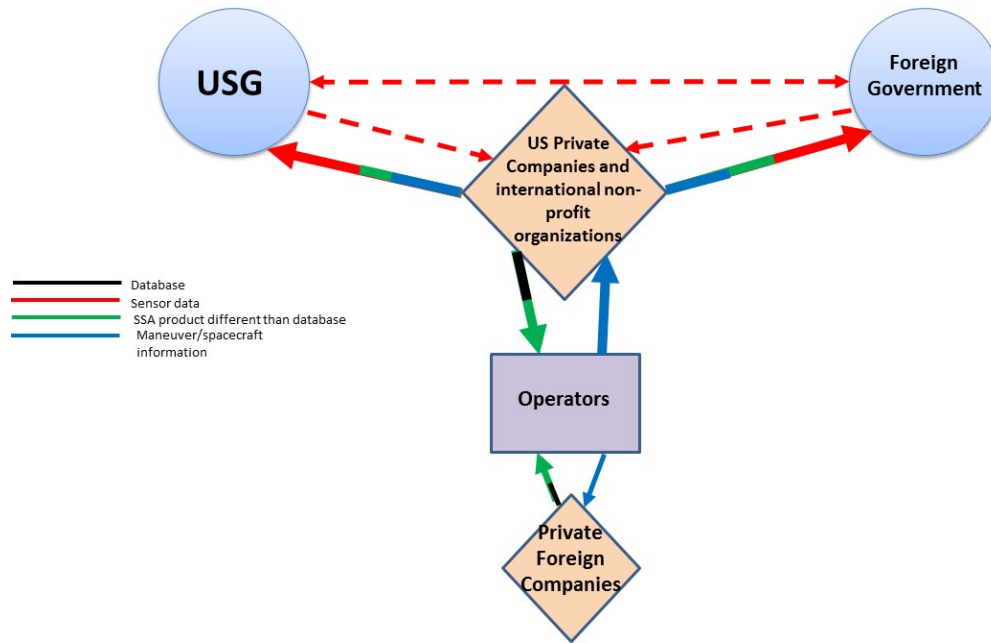 USG
Foreign
Government
US Private
Companies and
international non-
profit
organizations
Database
Sensor data
SSA product different than database
Maneuver/spacecraft
information
Operators
Private
Foreign
Companies